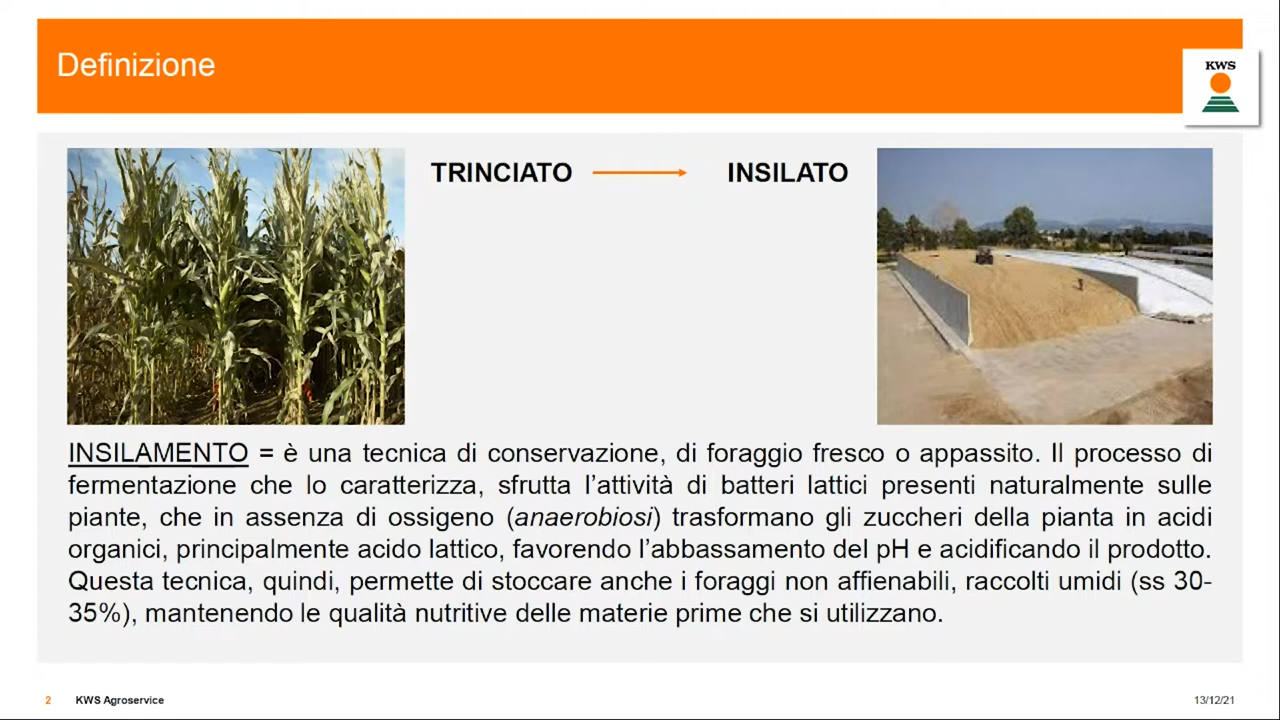 Definizione
KWS
TRINCIATO
INSILATO
INSILAMENTO = è una tecnica di conservazione, di foraggio fresco o appassito. Il processo di
fermentazione che lo caratterizza, sfrutta l’attività di batteri lattici presenti naturalmente sulle
piante, che in assenza di ossigeno (anaerobiosi) trasformano gli zuccheri della pianta in acidi
organici, principalmente acido lattico, favorendo l’abbassamento del pH e acidificando il prodotto.
Questa tecnica, quindi, permette di stoccare anche i foraggi non affienabili, raccolti umidi (ss 30-
35%), mantenendo le qualità nutritive delle materie prime che si utilizzano.
2 KWS Agroservice
13/12/21